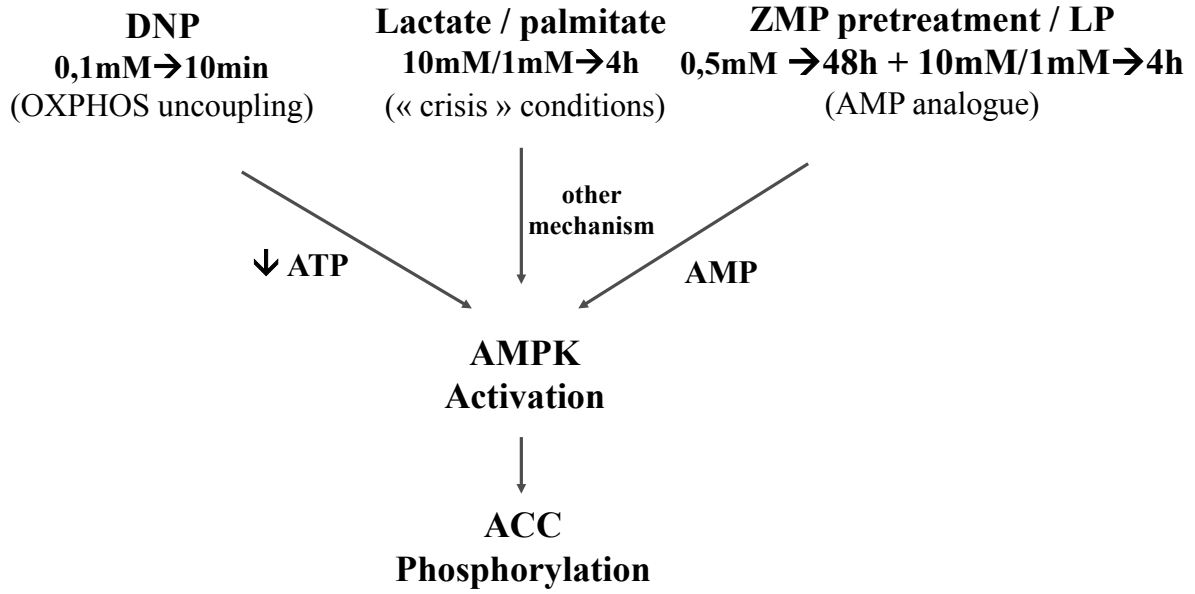 DNP
0,1mM→10min
(OXPHOS uncoupling)
Lactate / palmitate
10mM/1mM→4h
(« crisis » conditions)
ZMP pretreatment / LP
0,5mM →48h + 10mM/1mM→4h
(AMP analogue)
other
mechanism
↓ ATP
AMP
AMPK
Activation
ACC
Phosphorylation